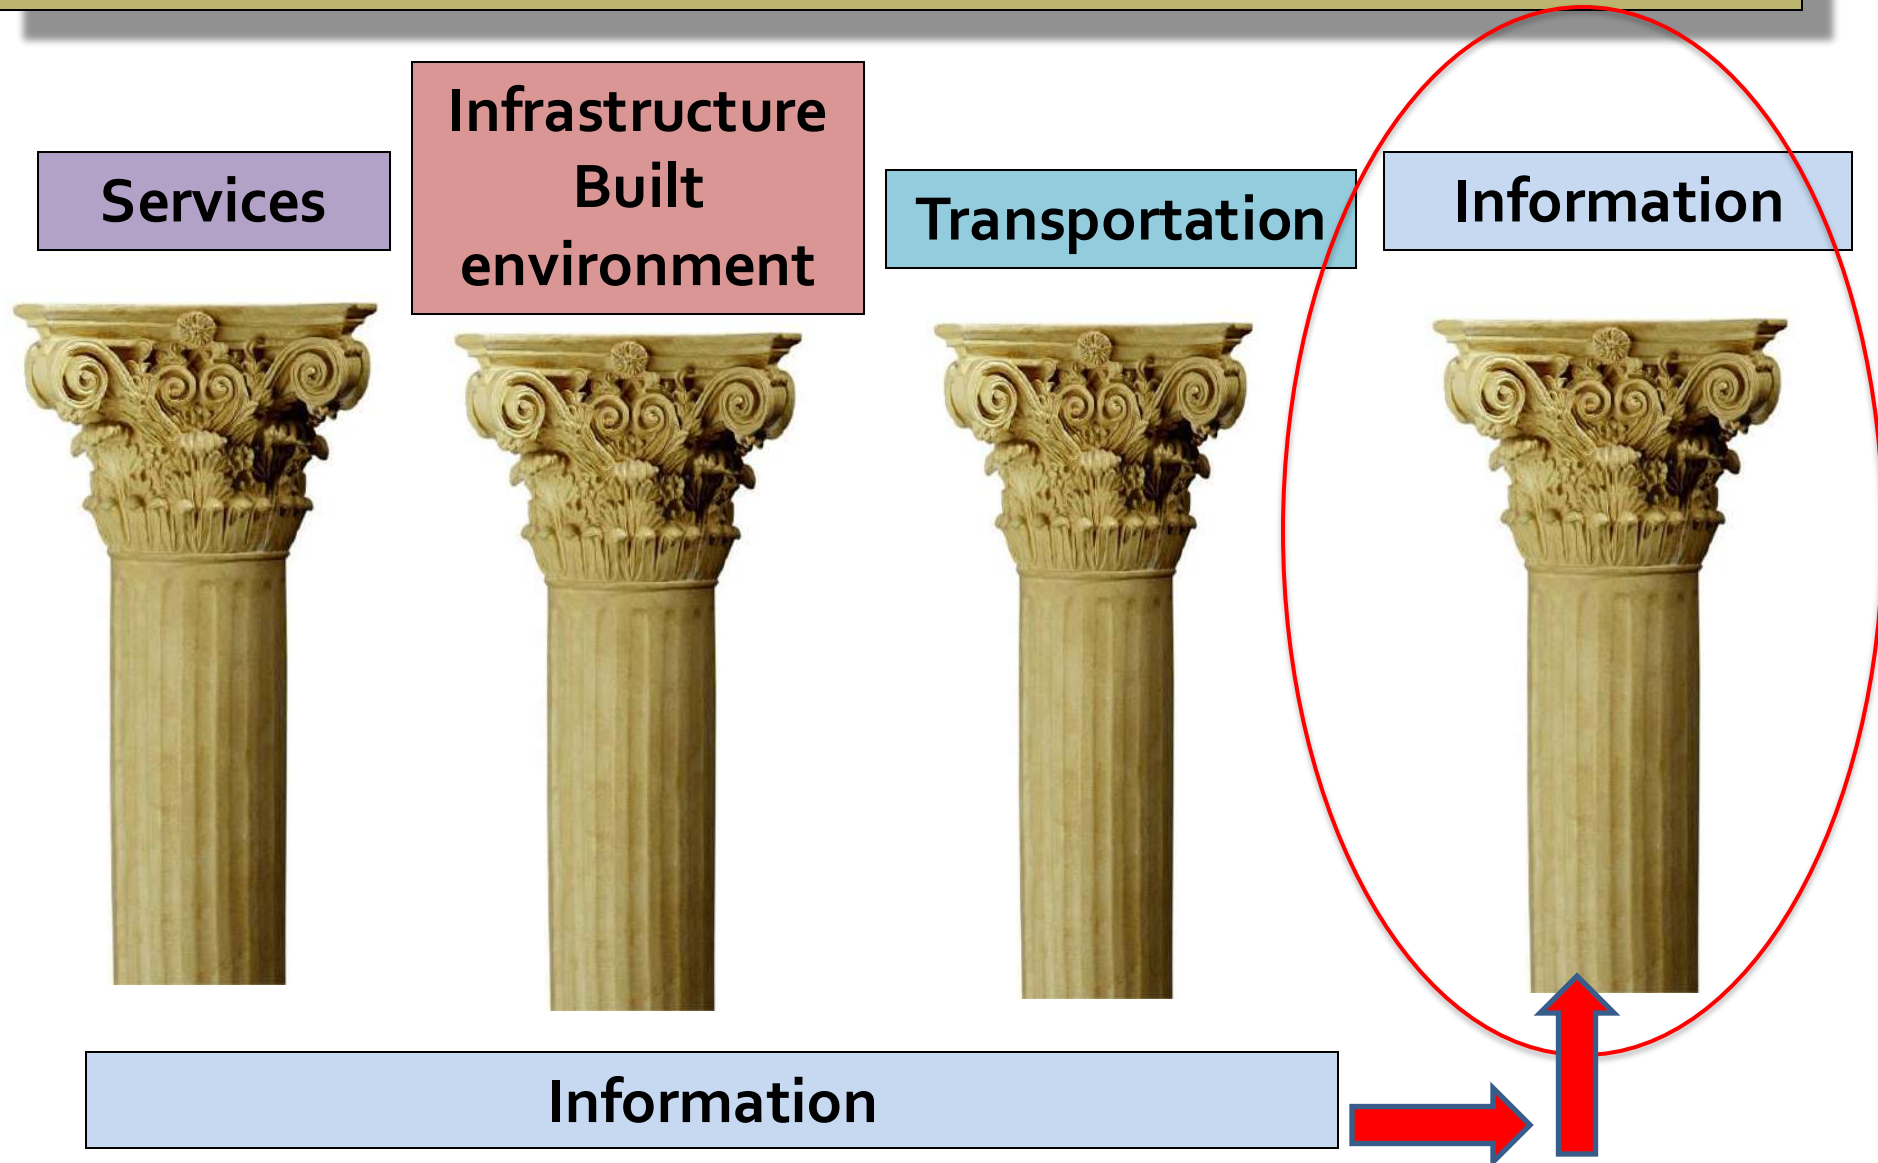 Services
Infrastructure
Built
environment
Transportation
Information
Information